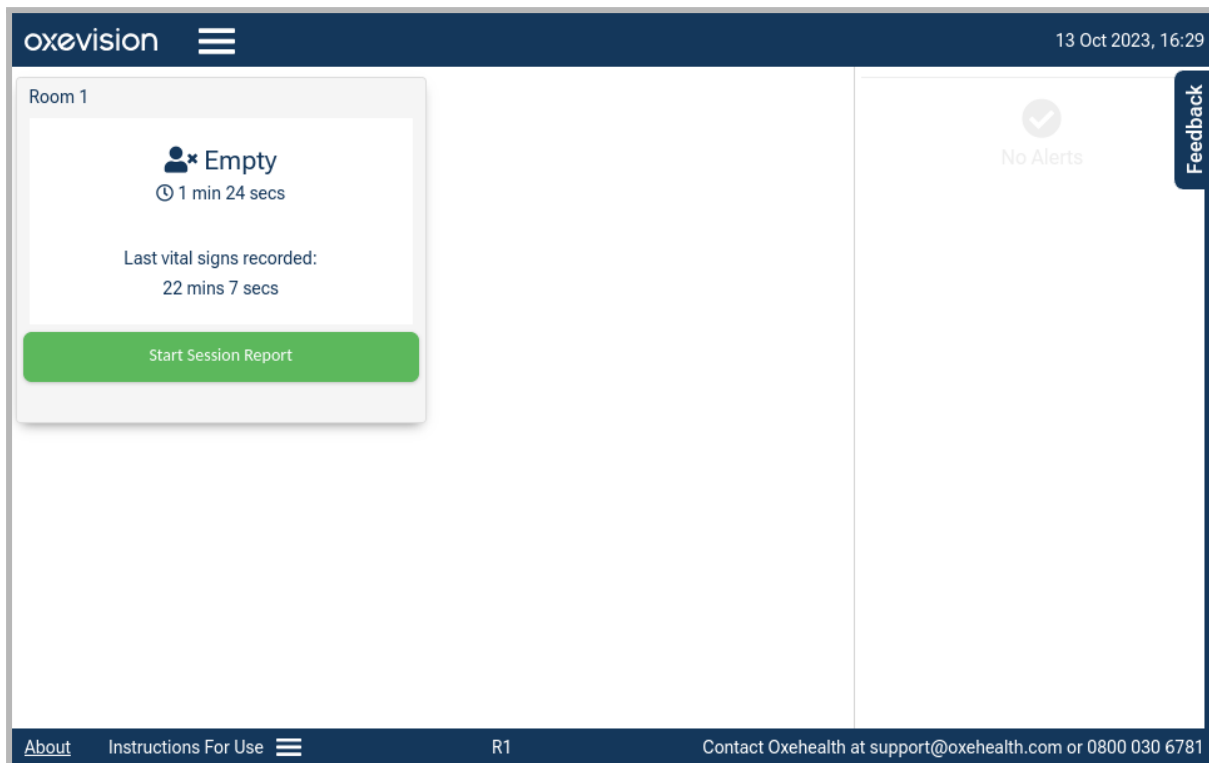 oxevision
13 Oct 2023, 16:29
Room 1
Empty
1 min 24 secs
Last vital signs recorded:
22 mins 7 secs
Start Session Report
No Alerts
Feedback
About
Instructions For Use
R1
Contact Oxehealth at support@oxehealth.com or 0800 030 6781